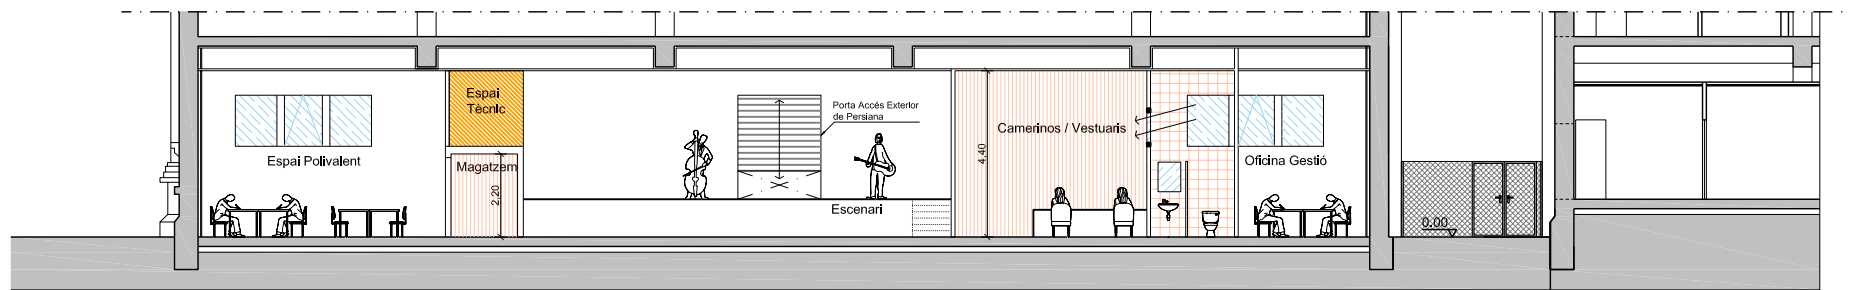 Espai
Tècnic
Porta Accés Exterior
de Persiana
Camerinos / Vestuaris
Espai Polivalent
Magatzem
4,40
Oficina Gestió
2,20
Escenari
0.00